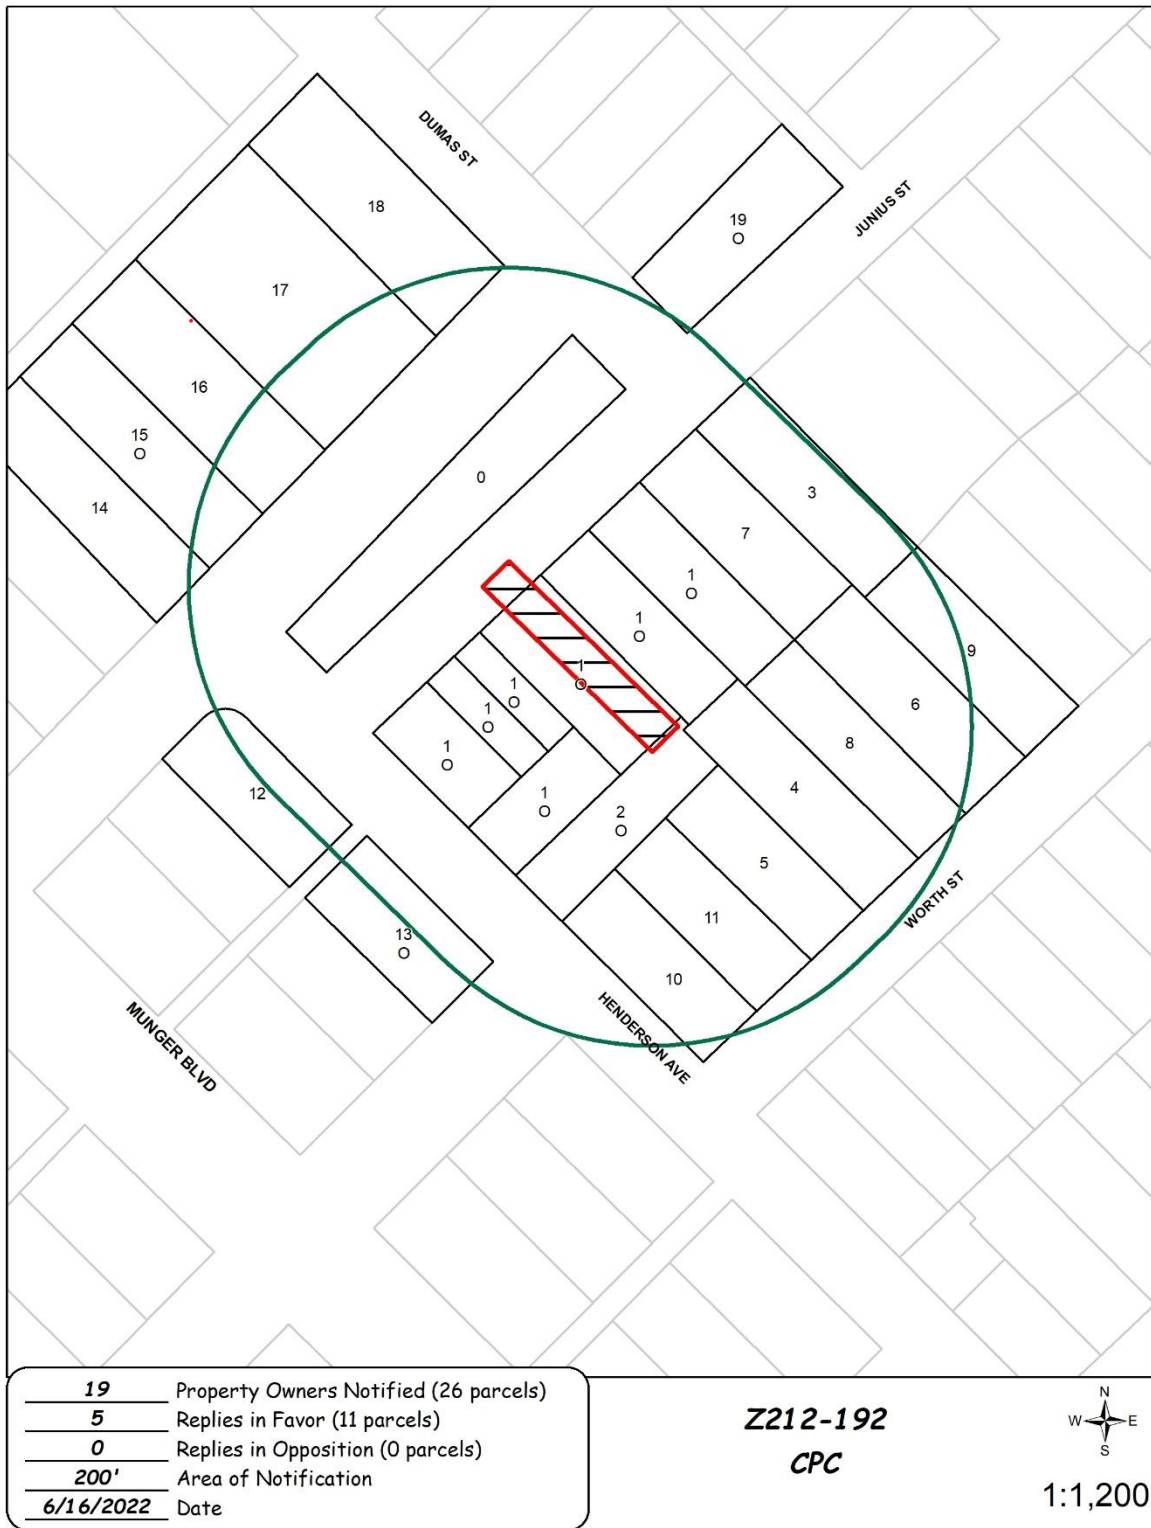 DUMAS ST
18
19
O
JUNIUS ST
17
16
15
O
0
3
14
7
1
O
1
O
9
1
O
1
O
6
1
O
8
1
O
4
12
1
O
2
O
5
WORTH ST
11
13
O
10
HENDERSON AVE
MUNGER BLVD
19 Property Owners Notified (26 parcels)
5 Replies in Favor (11 parcels)
0 Replies in Opposition (0 parcels)
200' Area of Notification
6/16/2022 Date
Z212-192
CPC
N
W E
S
1:1,200